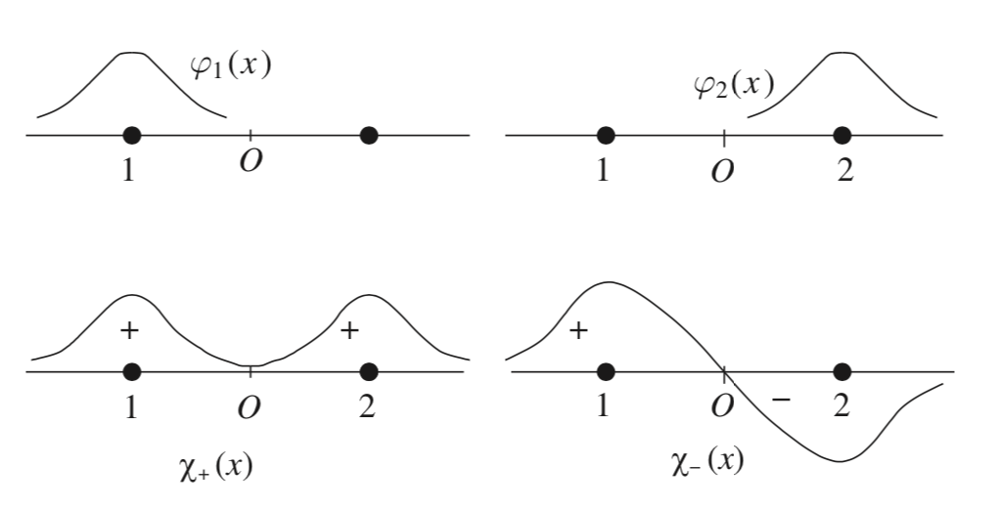 φ₁(x)
φ₂(x)
1 O
1 O 2
+ +
+
1 O 2
1 O − 2
χ₊(x)
χ₋(x)